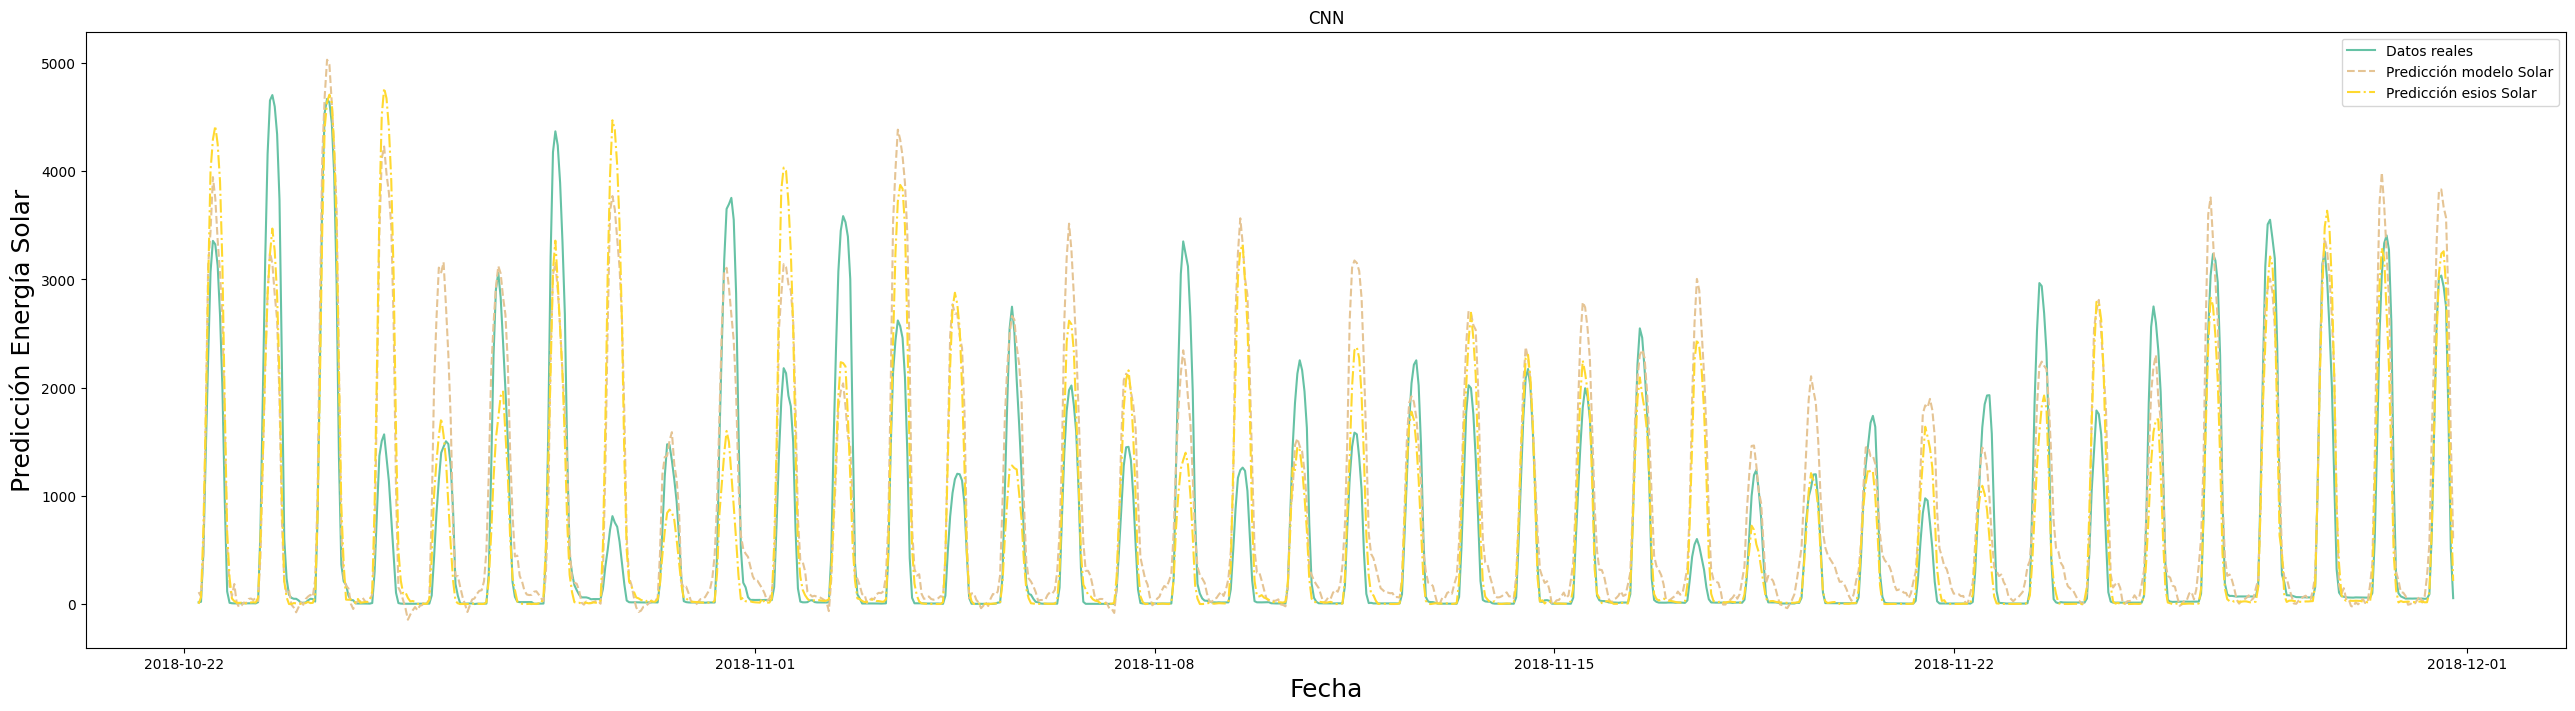 CNN
Datos reales
Predicción modelo Solar
Predicción esios Solar
Predicción Energía Solar
5000
4000
3000
2000
1000
0
2018-10-22
2018-11-01
2018-11-08
2018-11-15
2018-11-22
2018-12-01
Fecha